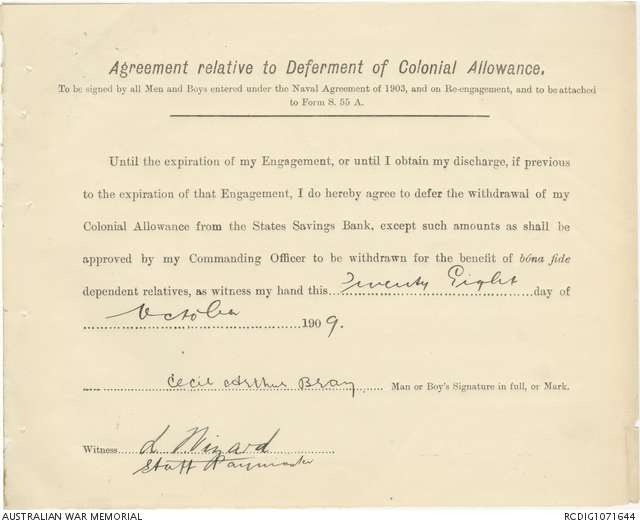 Agreement relative to Deferment of Colonial Allowance.
To be signed by all Men and Boys entered under the Naval Agreement of 1903, and on Re-engagement, and to be attached
to Form S. 55 A.
Until the expiration of my Engagement, or until I obtain my discharge, if previous
to the expiration of that Engagement, I do hereby agree to defer the withdrawal of my
Colonial Allowance from the States Savings Bank, except such amounts as shall be
approved by my Commanding Officer to be withdrawn for the benefit of bóna fide
dependent relatives, as witness my hand this Twenty Eight day of
October 1909.
Cecil Arthur Bray Man or Boy's Signature in full, or Mark.
Witness L
Staff Paymaster
AUSTRALIAN WAR MEMORIAL RCDIG1071644